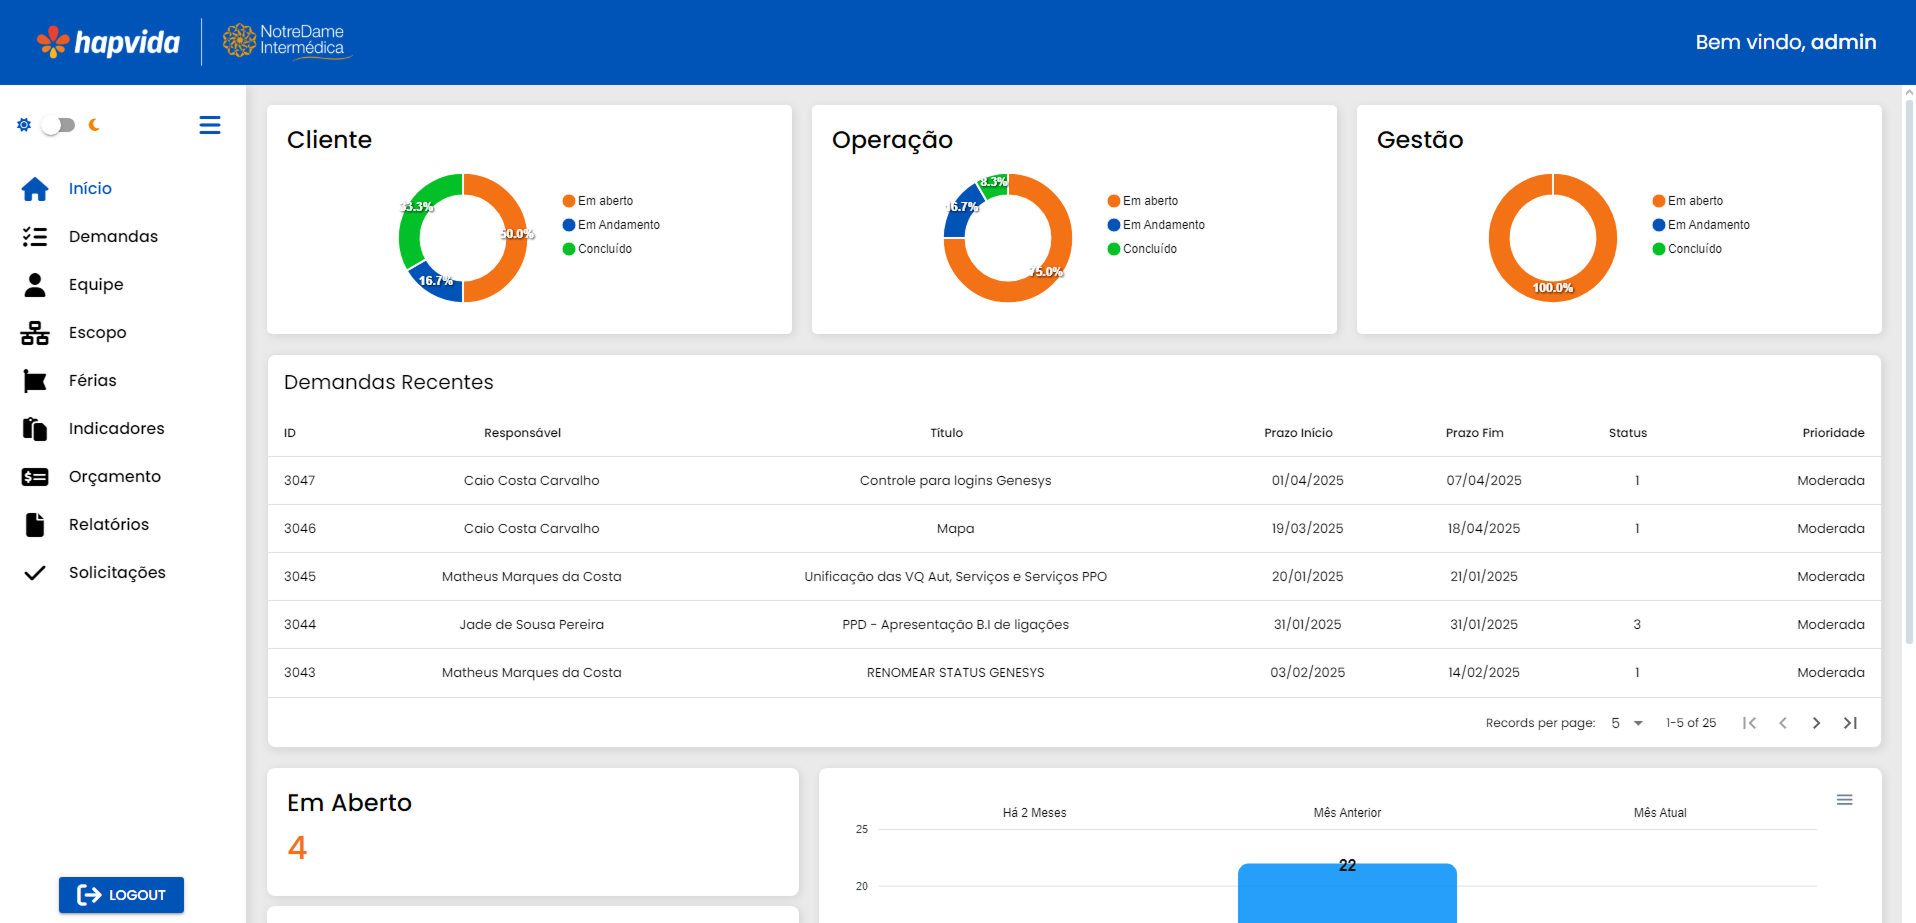 hapvida
NotreDame
Intermédica
Bem vindo, admin
Início
Demandas
Equipe
Escopo
Férias
Indicadores
Orçamento
Relatórios
Solicitações
LOGOUT
Cliente
33.3%
50.0%
16.7%
Em aberto
Em Andamento
Concluído
Operação
8.3%
16.7%
75.0%
Em aberto
Em Andamento
Concluído
Gestão
100.0%
Em aberto
Em Andamento
Concluído
Demandas Recentes
ID Responsável Título Prazo Início Prazo Fim Status Prioridade
3047 Caio Costa Carvalho Controle para logins Genesys 01/04/2025 07/04/2025 1 Moderada
3046 Caio Costa Carvalho Mapa 19/03/2025 18/04/2025 1 Moderada
3045 Matheus Marques da Costa Unificação das VQ Aut, Serviços e Serviços PPO 20/01/2025 21/01/2025 Moderada
3044 Jade de Sousa Pereira PPD - Apresentação B.I de ligações 31/01/2025 31/01/2025 3 Moderada
3043 Matheus Marques da Costa RENOMEAR STATUS GENESYS 03/02/2025 14/02/2025 1 Moderada
Records per page: 5 1-5 of 25
Em Aberto
4
Há 2 Meses Mês Anterior Mês Atual
25
22
20